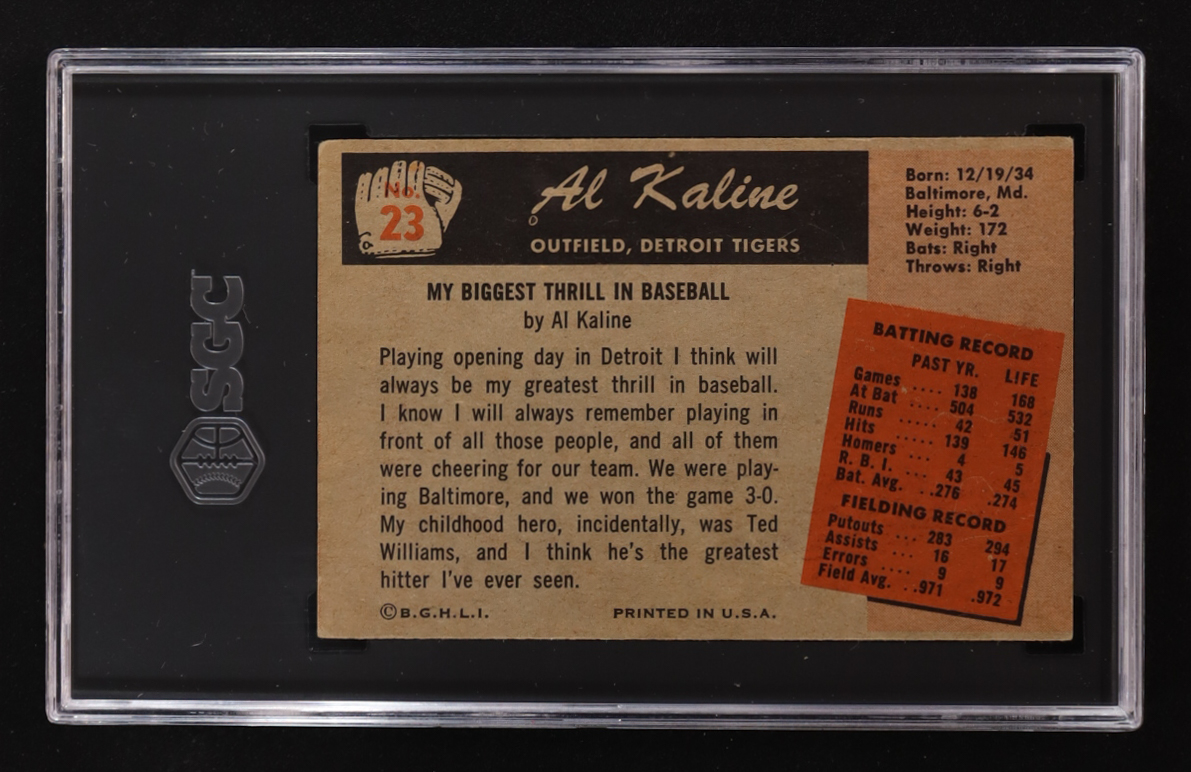 SGC
No.
23
Al Kaline
OUTFIELD, DETROIT TIGERS
Born: 12/19/34
Baltimore, Md.
Height: 6-2
Weight: 172
Bats: Right
Throws: Right
MY BIGGEST THRILL IN BASEBALL
by Al Kaline
Playing opening day in Detroit I think will
always be my greatest thrill in baseball.
I know I will always remember playing in
front of all those people, and all of them
were cheering for our team. We were play-
ing Baltimore, and we won the game 3-0.
My childhood hero, incidentally, was Ted
Williams, and I think he's the greatest
hitter I've ever seen.
©B.G.H.L.I. PRINTED IN U.S.A.
BATTING RECORD
PAST YR. LIFE
Games .... 138 168
At Bat .... 504 532
Runs ..... 42 51
Hits ..... 139 146
Homers .... 4 5
R. B. I. .... 43 45
Bat. Avg. ..276 .274
FIELDING RECORD
Putouts ... 283 294
Assists ... 16 17
Errors .... 9 9
Field Avg. ..971 .972